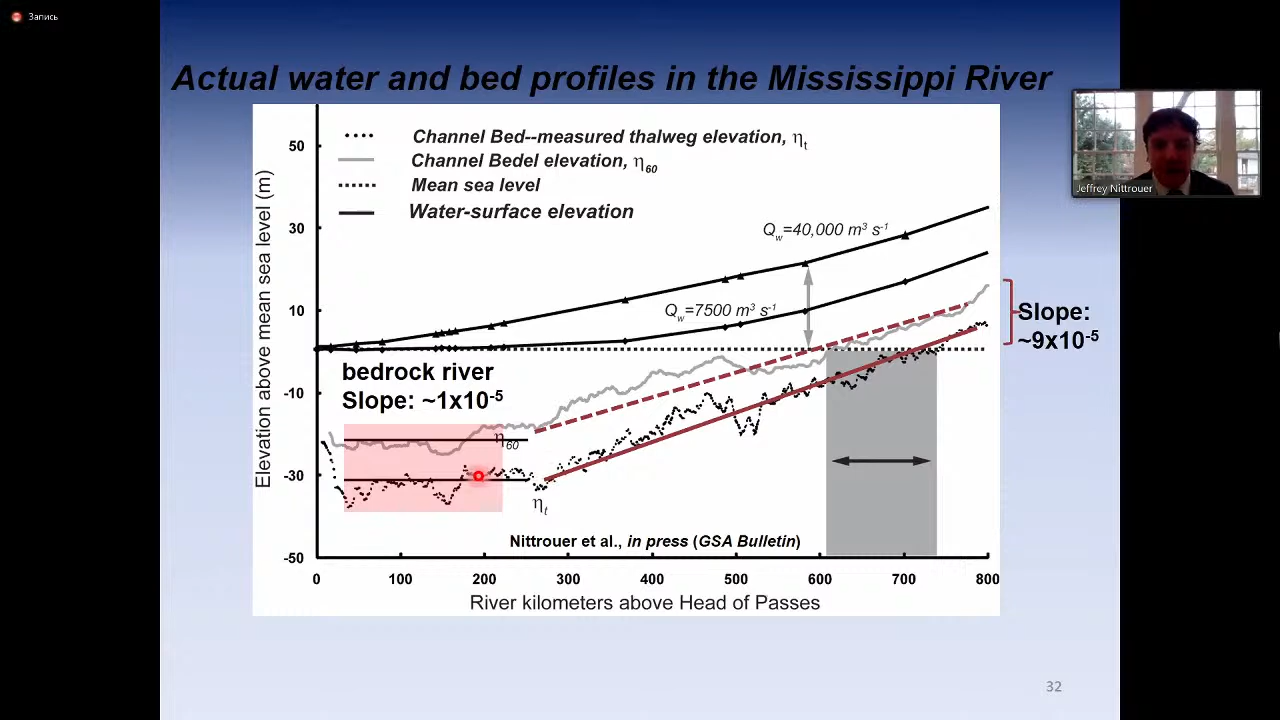 Запись
Actual water and bed profiles in the Mississippi River
Channel Bed--measured thalweg elevation, ηt
Channel Bedel elevation, η60
Mean sea level
Water-surface elevation
Qw=40,000 m³ s⁻¹
Qw=7500 m³ s⁻¹
Jeffrey Nittrouer
Slope:
~9x10⁻⁵
bedrock river
Slope: ~1x10⁻⁵
η60
ηt
Nittrouer et al., in press (GSA Bulletin)
Elevation above mean sea level (m)
50
30
10
-10
-30
-50
0 100 200 300 400 500 600 700 800
River kilometers above Head of Passes
32